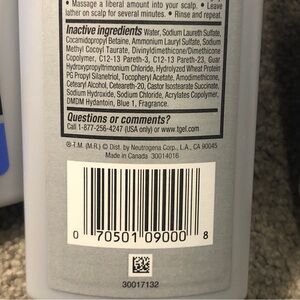 • Massage a liberal amount into your scalp. • Leave
lather on scalp for several minutes. • Rinse and repeat.
Inactive ingredients Water, Sodium Laureth Sulfate,
Cocamidopropyl Betaine, Ammonium Lauryl Sulfate, Sodium
Methyl Cocoyl Taurate, Divinyldimethicone/Dimethicone
Copolymer, C12-13 Pareth-3, C12-13 Pareth-23, Guar
Hydroxypropyltrimonium Chloride, Hydrolyzed Wheat Protein
PG Propyl Silanetriol, Tocopheryl Acetate, Amodimethicone,
Cetearyl Alcohol, Ceteareth-20, Castor Isostearate Succinate,
Sodium Hydroxide, Sodium Chloride, Acrylates Copolymer,
DMDM Hydantoin, Blue 1, Fragrance.
Questions or comments?
Call 1-877-256-4247 (USA only) or www.tgel.com
®-T.M. (M.R.) © Dist. by Neutrogena Corp., L.A., CA 90045
Made in Canada 30014016
0 70501 09000 8
30017132